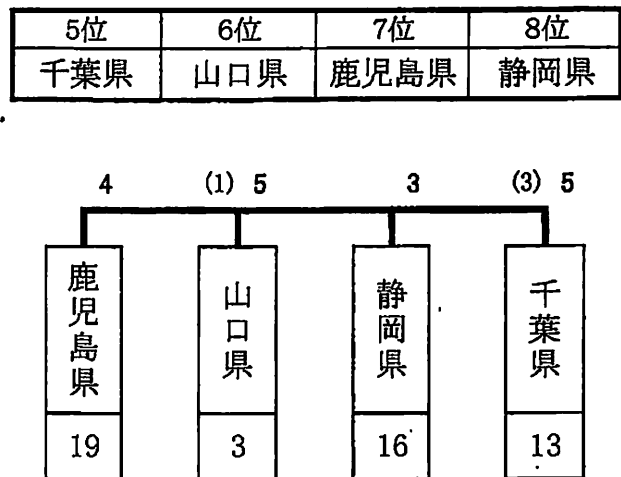 5位 6位 7位 8位
千葉県 山口県 鹿児島県 静岡県
4 (1) 5 3 (3) 5
鹿児島県 山口県 静岡県 千葉県
19 3 16 13